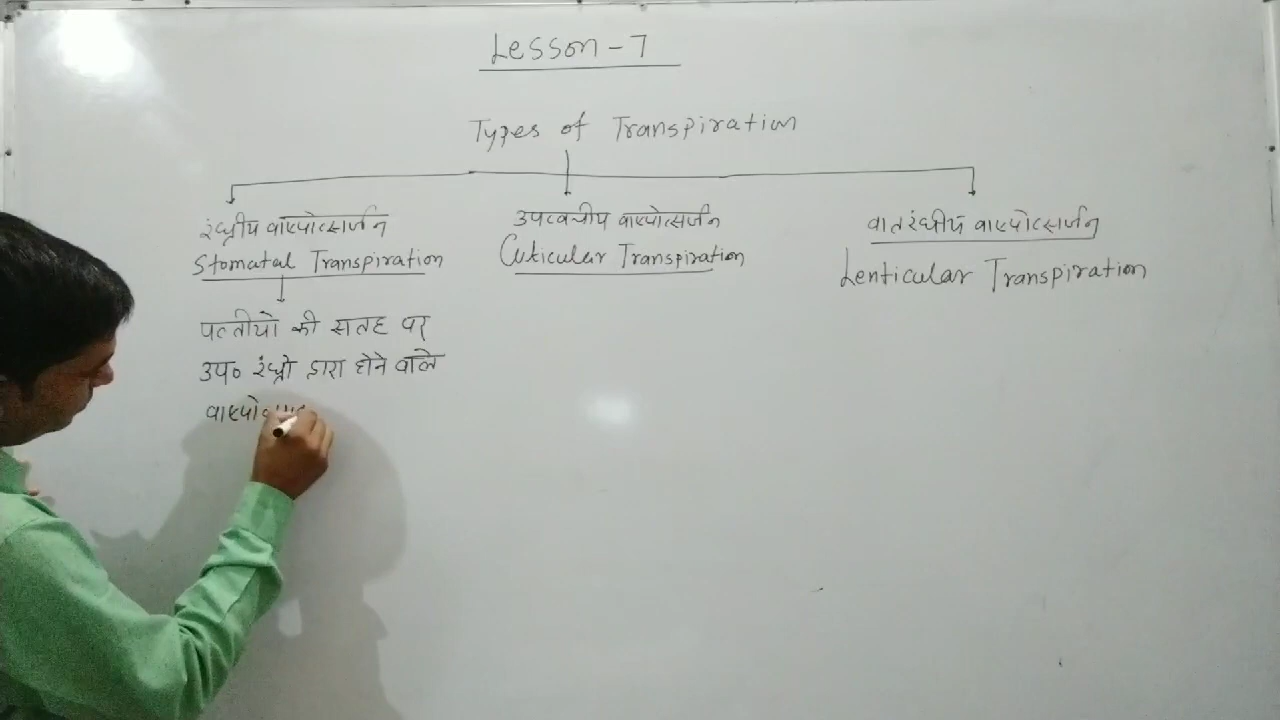 Lesson - 7
Types of Transpiration
रंध्रीय वाष्पोत्सर्जन
Stomatal Transpiration
उपत्वचीय वाष्पोत्सर्जन
Cuticular Transpiration
वातरंध्रीय वाष्पोत्सर्जन
Lenticular Transpiration
पत्तीयो की सतह पर
उप० रंध्रो द्वारा होने वाले